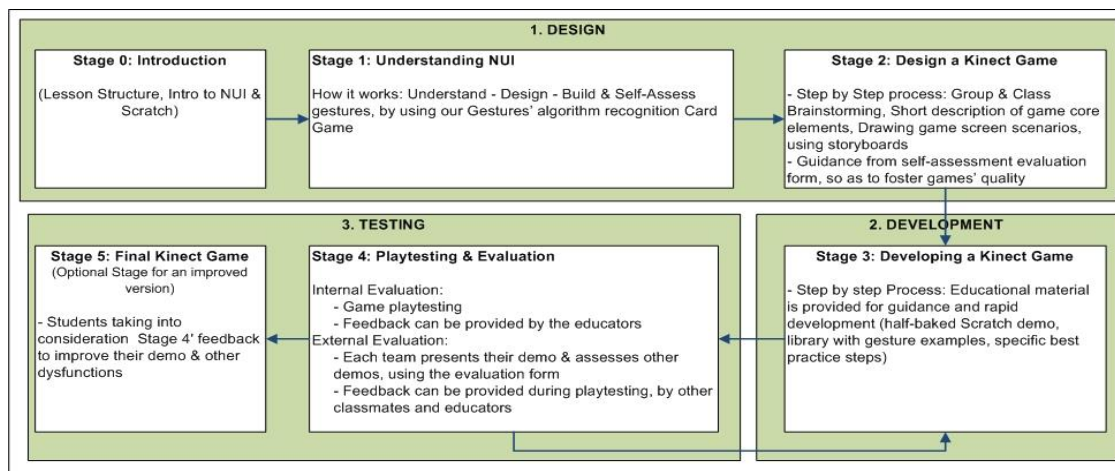 1. DESIGN
Stage 0: Introduction
(Lesson Structure, Intro to NUI &
Scratch)
Stage 1: Understanding NUI
How it works: Understand - Design - Build & Self-Assess
gestures, by using our Gestures' algorithm recognition Card
Game
Stage 2: Design a Kinect Game
- Step by Step process: Group & Class
Brainstorming, Short description of game core
elements, Drawing game screen scenarios,
using storyboards
- Guidance from self-assessment evaluation
form, so as to foster games' quality
3. TESTING
Stage 5: Final Kinect Game
(Optional Stage for an improved
version)
- Students taking into
consideration Stage 4' feedback
to improve their demo & other
dysfunctions
Stage 4: Playtesting & Evaluation
Internal Evaluation:
- Game playtesting
- Feedback can be provided by the educators
External Evaluation:
- Each team presents their demo & assesses other
demos, using the evaluation form
- Feedback can be provided during playtesting, by other
classmates and educators
2. DEVELOPMENT
Stage 3: Developing a Kinect Game
- Step by step Process: Educational material
is provided for guidance and rapid
development (half-baked Scratch demo,
library with gesture examples, specific best
practice steps)